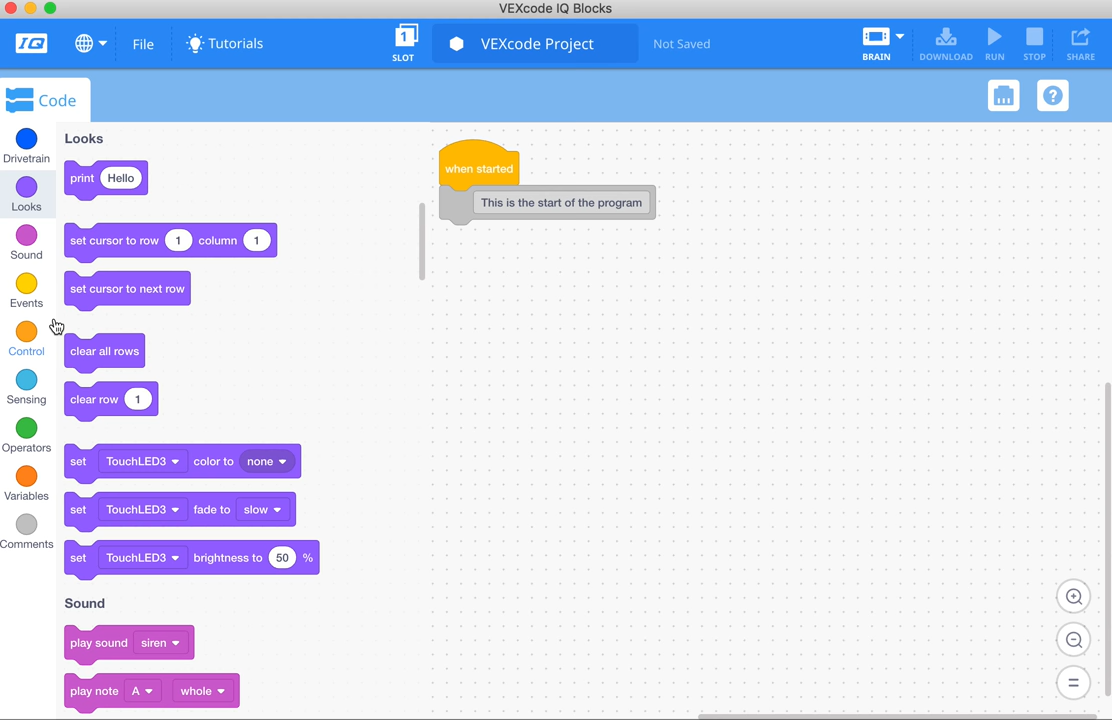 VEXcode IQ Blocks
IQ
File
Tutorials
1
SLOT
VEXcode Project
Not Saved
BRAIN
DOWNLOAD
RUN
STOP
SHARE
Code
?
Drivetrain
Looks
Sound
Events
Control
Sensing
Operators
Variables
Comments
Looks
print Hello
set cursor to row 1 column 1
set cursor to next row
clear all rows
clear row 1
set TouchLED3 color to none
set TouchLED3 fade to slow
set TouchLED3 brightness to 50 %
Sound
play sound siren
play note A whole
when started
This is the start of the program